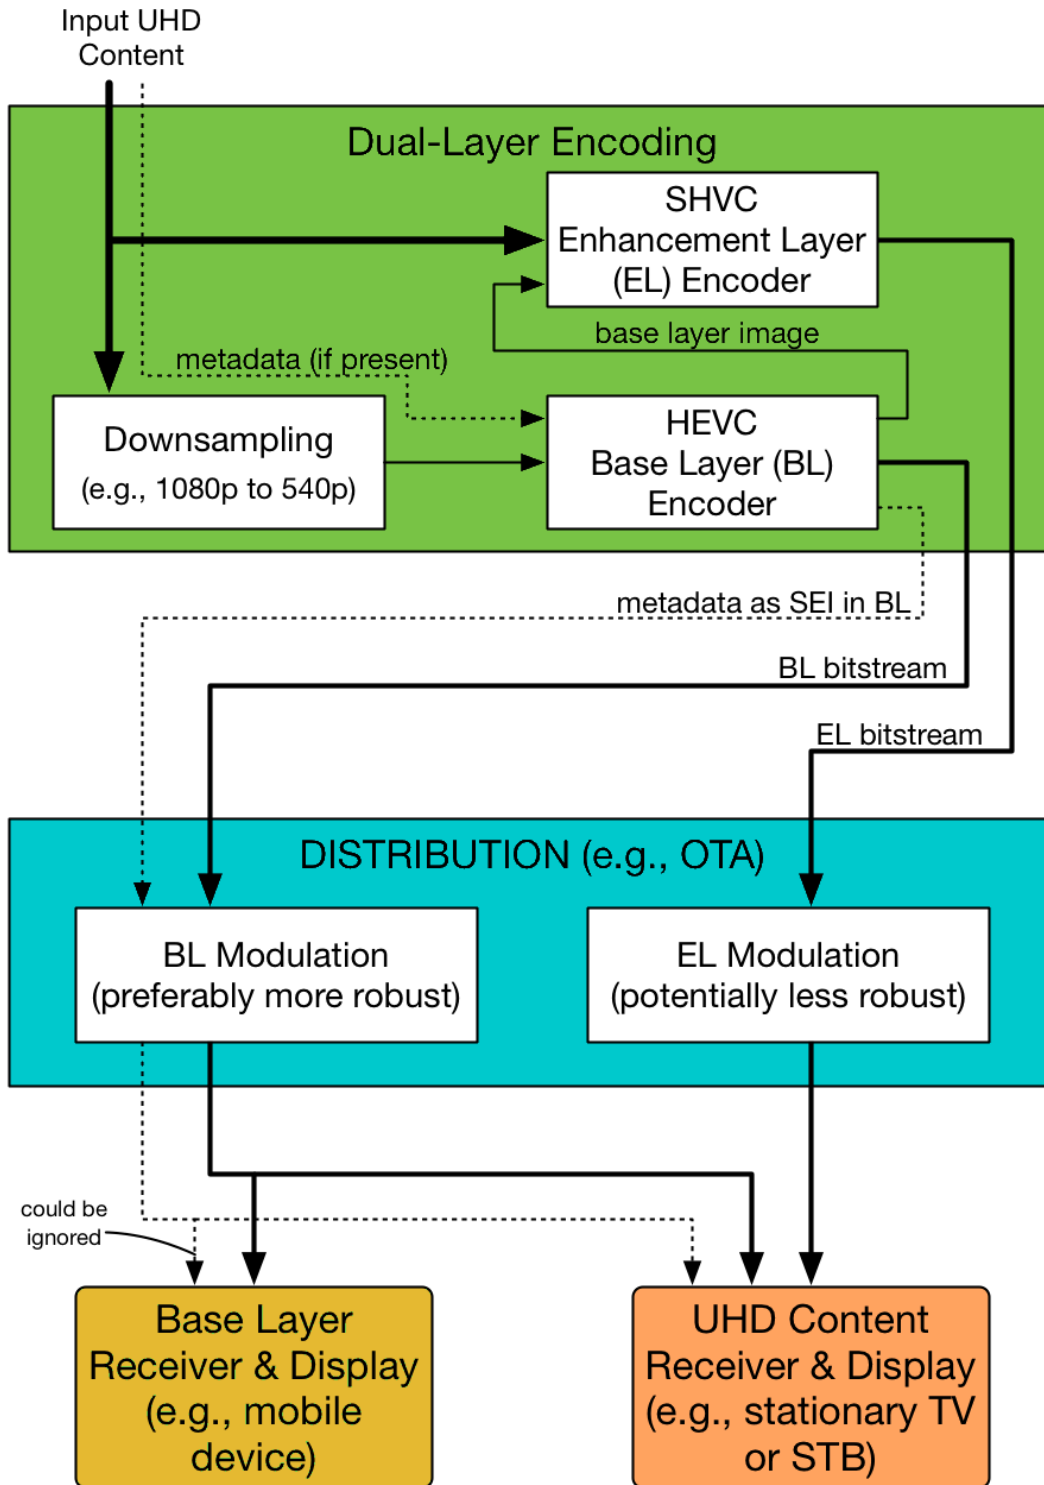 Input UHD
Content
Dual-Layer Encoding
SHVC
Enhancement Layer
(EL) Encoder
base layer image
metadata (if present)
Downsampling
(e.g., 1080p to 540p)
HEVC
Base Layer (BL)
Encoder
metadata as SEI in BL
BL bitstream
EL bitstream
DISTRIBUTION (e.g., OTA)
BL Modulation
(preferably more robust)
EL Modulation
(potentially less robust)
could be
ignored
Base Layer
Receiver & Display
(e.g., mobile
device)
UHD Content
Receiver & Display
(e.g., stationary TV
or STB)